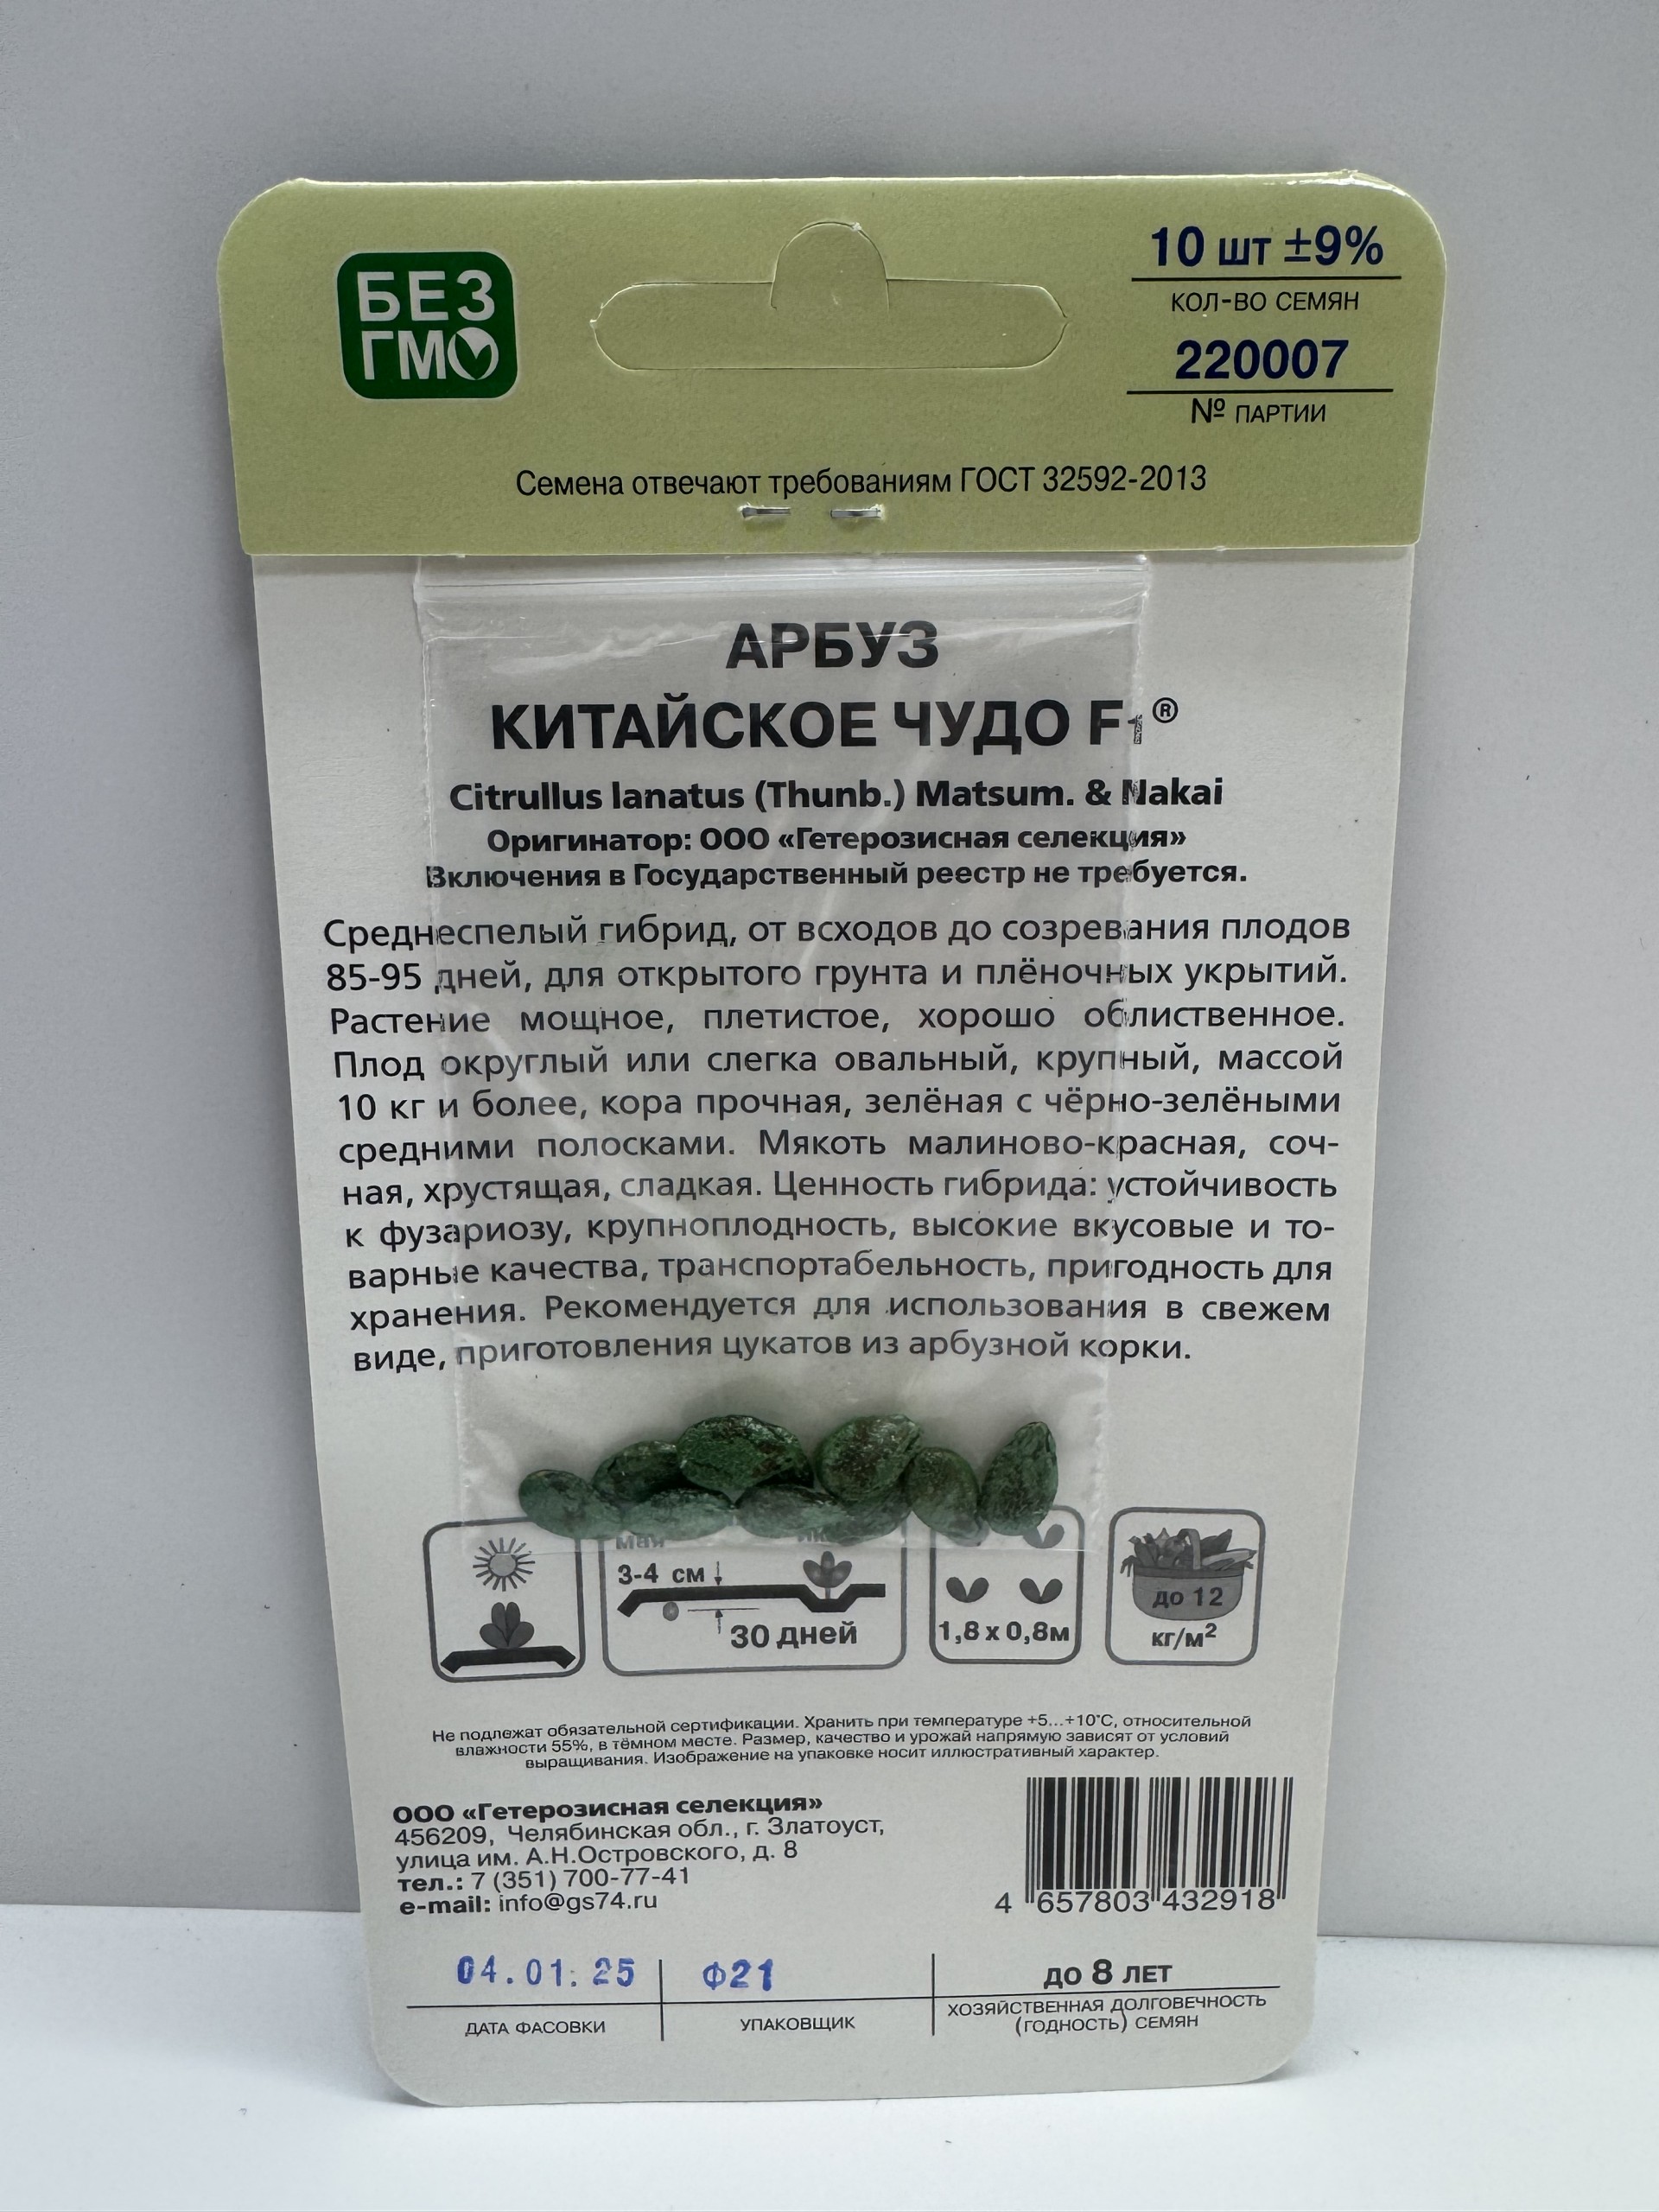 БЕЗ
ГМО
10 шт ±9%
КОЛ-ВО СЕМЯН
220007
№ ПАРТИИ
Семена отвечают требованиям ГОСТ 32592-2013
АРБУЗ
КИТАЙСКОЕ ЧУДО F1®
Citrullus lanatus (Thunb.) Matsum. & Nakai
Оригинатор: ООО «Гетерозисная селекция»
Включения в Государственный реестр не требуется.
Среднеспелый гибрид, от всходов до созревания плодов
85-95 дней, для открытого грунта и плёночных укрытий.
Растение мощное, плетистое, хорошо облиственное.
Плод округлый или слегка овальный, крупный, массой
10 кг и более, кора прочная, зелёная с чёрно-зелёными
средними полосками. Мякоть малиново-красная, соч-
ная, хрустящая, сладкая. Ценность гибрида: устойчивость
к фузариозу, крупноплодность, высокие вкусовые и то-
варные качества, транспортабельность, пригодность для
хранения. Рекомендуется для использования в свежем
виде, приготовления цукатов из арбузной корки.
май
3-4 см
30 дней
1,8 х 0,8м
до 12
кг/м²
Не подлежат обязательной сертификации. Хранить при температуре +5...+10°С, относительной
влажности 55%, в тёмном месте. Размер, качество и урожай напрямую зависят от условий
выращивания. Изображение на упаковке носит иллюстративный характер.
ООО «Гетерозисная селекция»
456209, Челябинская обл., г. Златоуст,
улица им. А.Н.Островского, д. 8
тел.: 7 (351) 700-77-41
e-mail: info@gs74.ru
4 657803 432918
04.01.25
ДАТА ФАСОВКИ
Ф21
УПАКОВЩИК
ДО 8 ЛЕТ
ХОЗЯЙСТВЕННАЯ ДОЛГОВЕЧНОСТЬ
(ГОДНОСТЬ) СЕМЯН